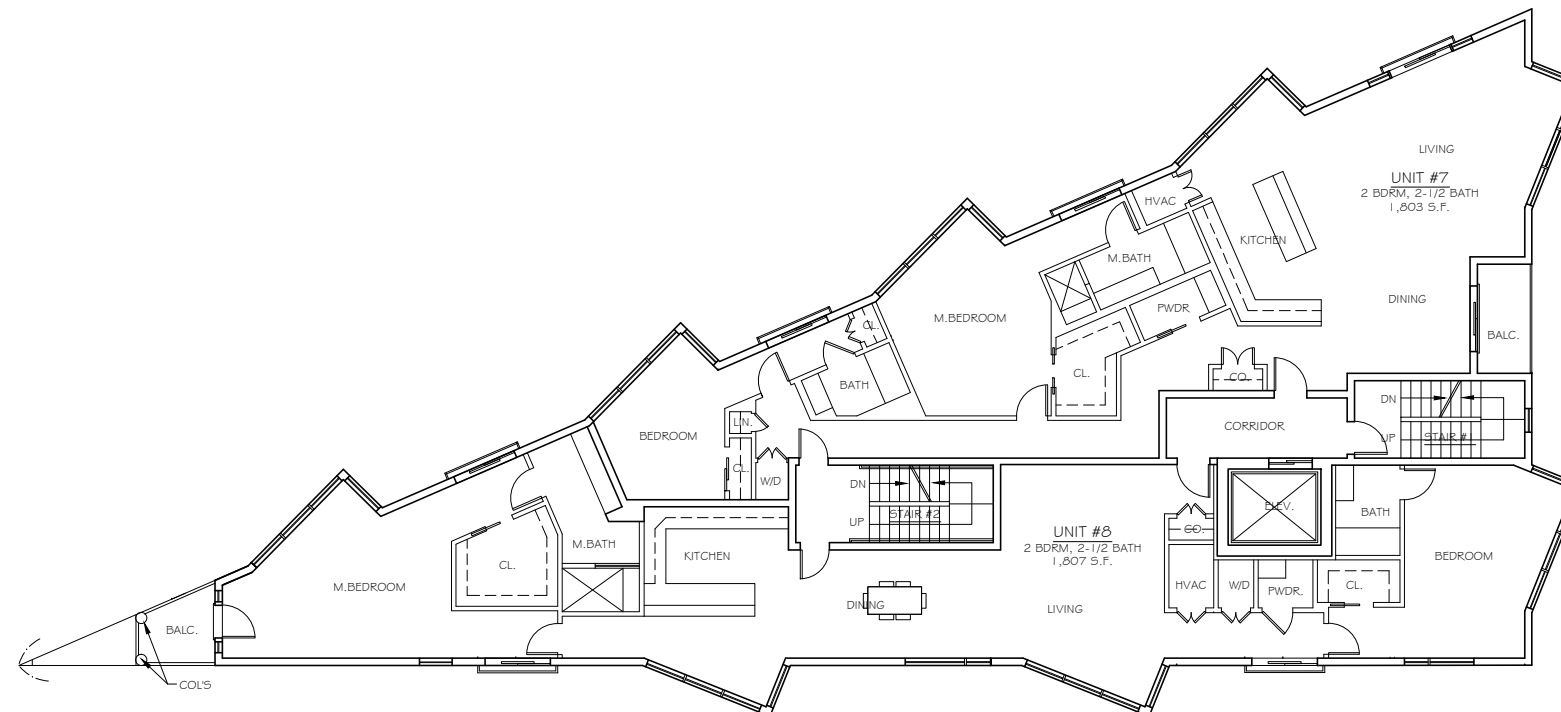 LIVING
UNIT #7
2 BDRM, 2-1/2 BATH
1,803 S.F.
HVAC
KITCHEN
M.BATH
DINING
PWDR
M.BEDROOM
CL.
BALC.
CL.
BATH
CO.
DN
CORRIDOR
UP
STAIR #1
LIN.
BEDROOM
CL.
W/D
DN
UP
STAIR #2
UNIT #8
2 BDRM, 2-1/2 BATH
1,807 S.F.
CO.
ELEV.
BATH
BEDROOM
M.BATH
KITCHEN
CL.
M.BEDROOM
HVAC
W/D
PWDR.
CL.
DINING
LIVING
BALC.
COL'S